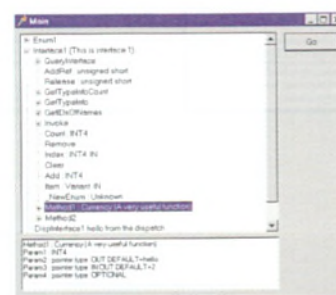 Main
Enum1
Interface1 (This is interface 1)
QueryInterface
AddRef : unsigned short
Release : unsigned short
GetTypeInfoCount
GetTypeInfo
GetIDsOfNames
Invoke
Count : INT4
Remove
Index : INT4 IN
Clear
Add : INT4
Item : Variant IN
_NewEnum : Unknown
Method1 : Currency (A very useful function)
Method2
DispInterface1 hello from the dispatch
Go
Method1 : Currency (A very useful function)
Param1 : INT4
Param2 : pointer type OUT DEFAULT=hello
Param3 : pointer type IN/OUT DEFAULT=2
Param4 : pointer type OPTIONAL